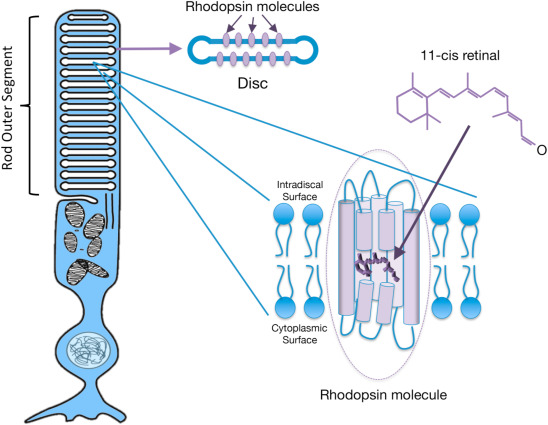 Rhodopsin molecules
Disc
Rod Outer Segment
11-cis retinal
O
Intradiscal
Surface
Cytoplasmic
Surface
Rhodopsin molecule